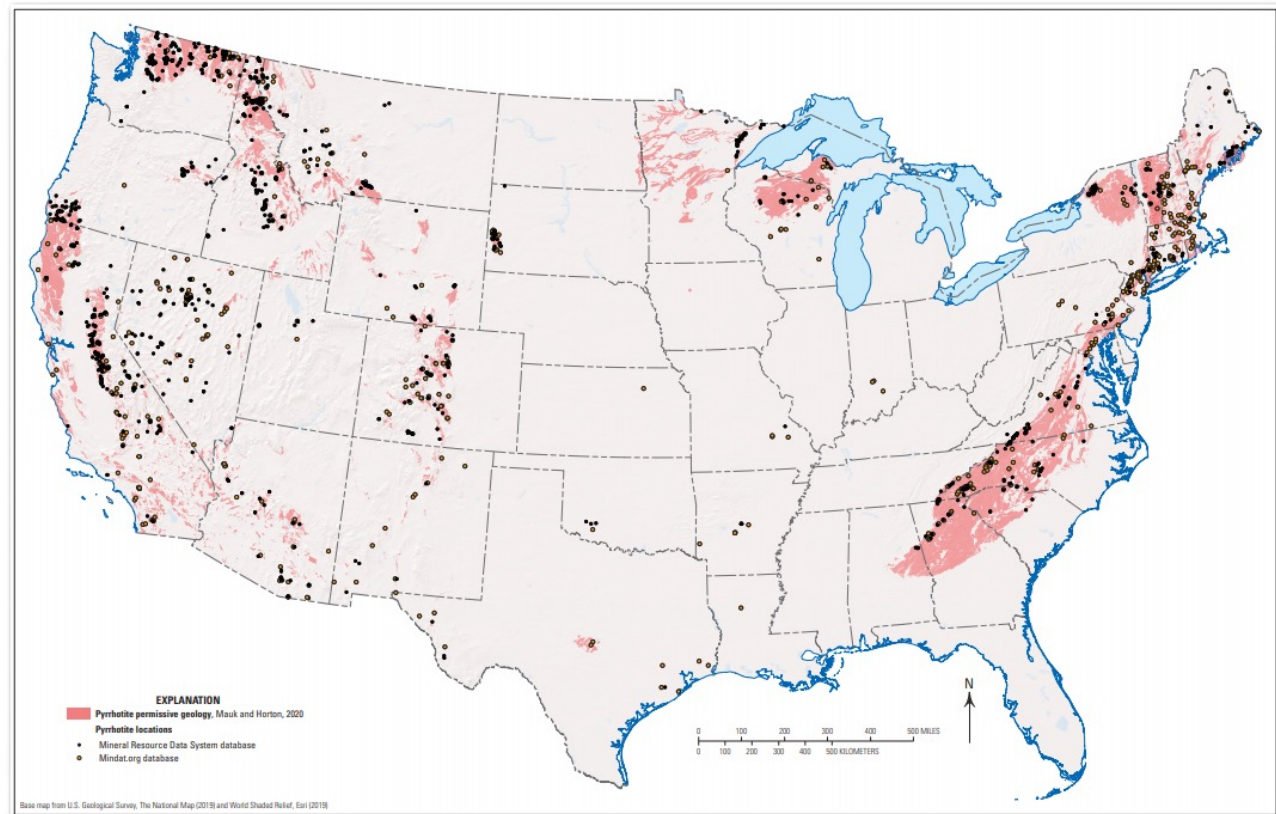 N
EXPLANATION
Pyrrhotite permissive geology, Mauk and Horton, 2020
Pyrrhotite locations
Mineral Resource Data System database
Mindat.org database
0 100 200 300 400 500 MILES
0 100 200 300 400 500 KILOMETERS
Base map from U.S. Geological Survey, The National Map (2019) and World Shaded Relief, Esri (2019)